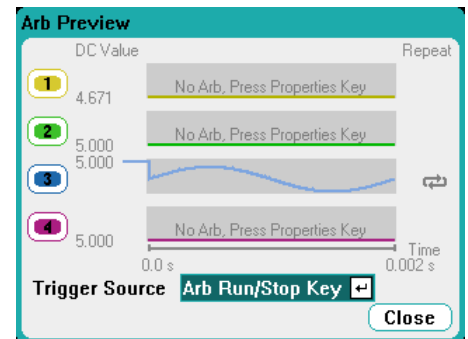 Arb Preview
DC Value Repeat
1 No Arb, Press Properties Key
4.671
2 No Arb, Press Properties Key
5.000
5.000
3
4 No Arb, Press Properties Key
5.000
Time
0.0 s 0.002 s
Trigger Source Arb Run/Stop Key
Close